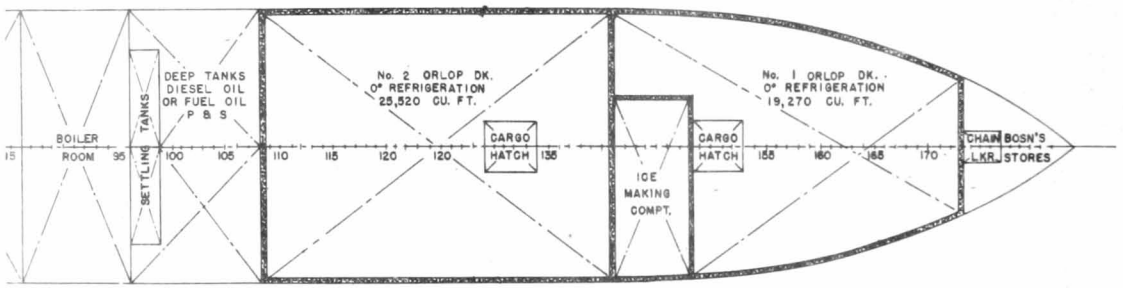 DEEP TANKS
DIESEL OIL
OR FUEL OIL
P & S
SETTLING TANKS
BOILER
ROOM
No. 2 ORLOP DK.
0° REFRIGERATION
25,520 CU. FT.
CARGO
HATCH
ICE
MAKING
COMPT.
No. 1 ORLOP DK.
0° REFRIGERATION
19,270 CU. FT.
CARGO
HATCH
CHAIN
LKR.
BOSN'S
STORES
15 95 100 105 110 115 120 120 135 155 160 165 170